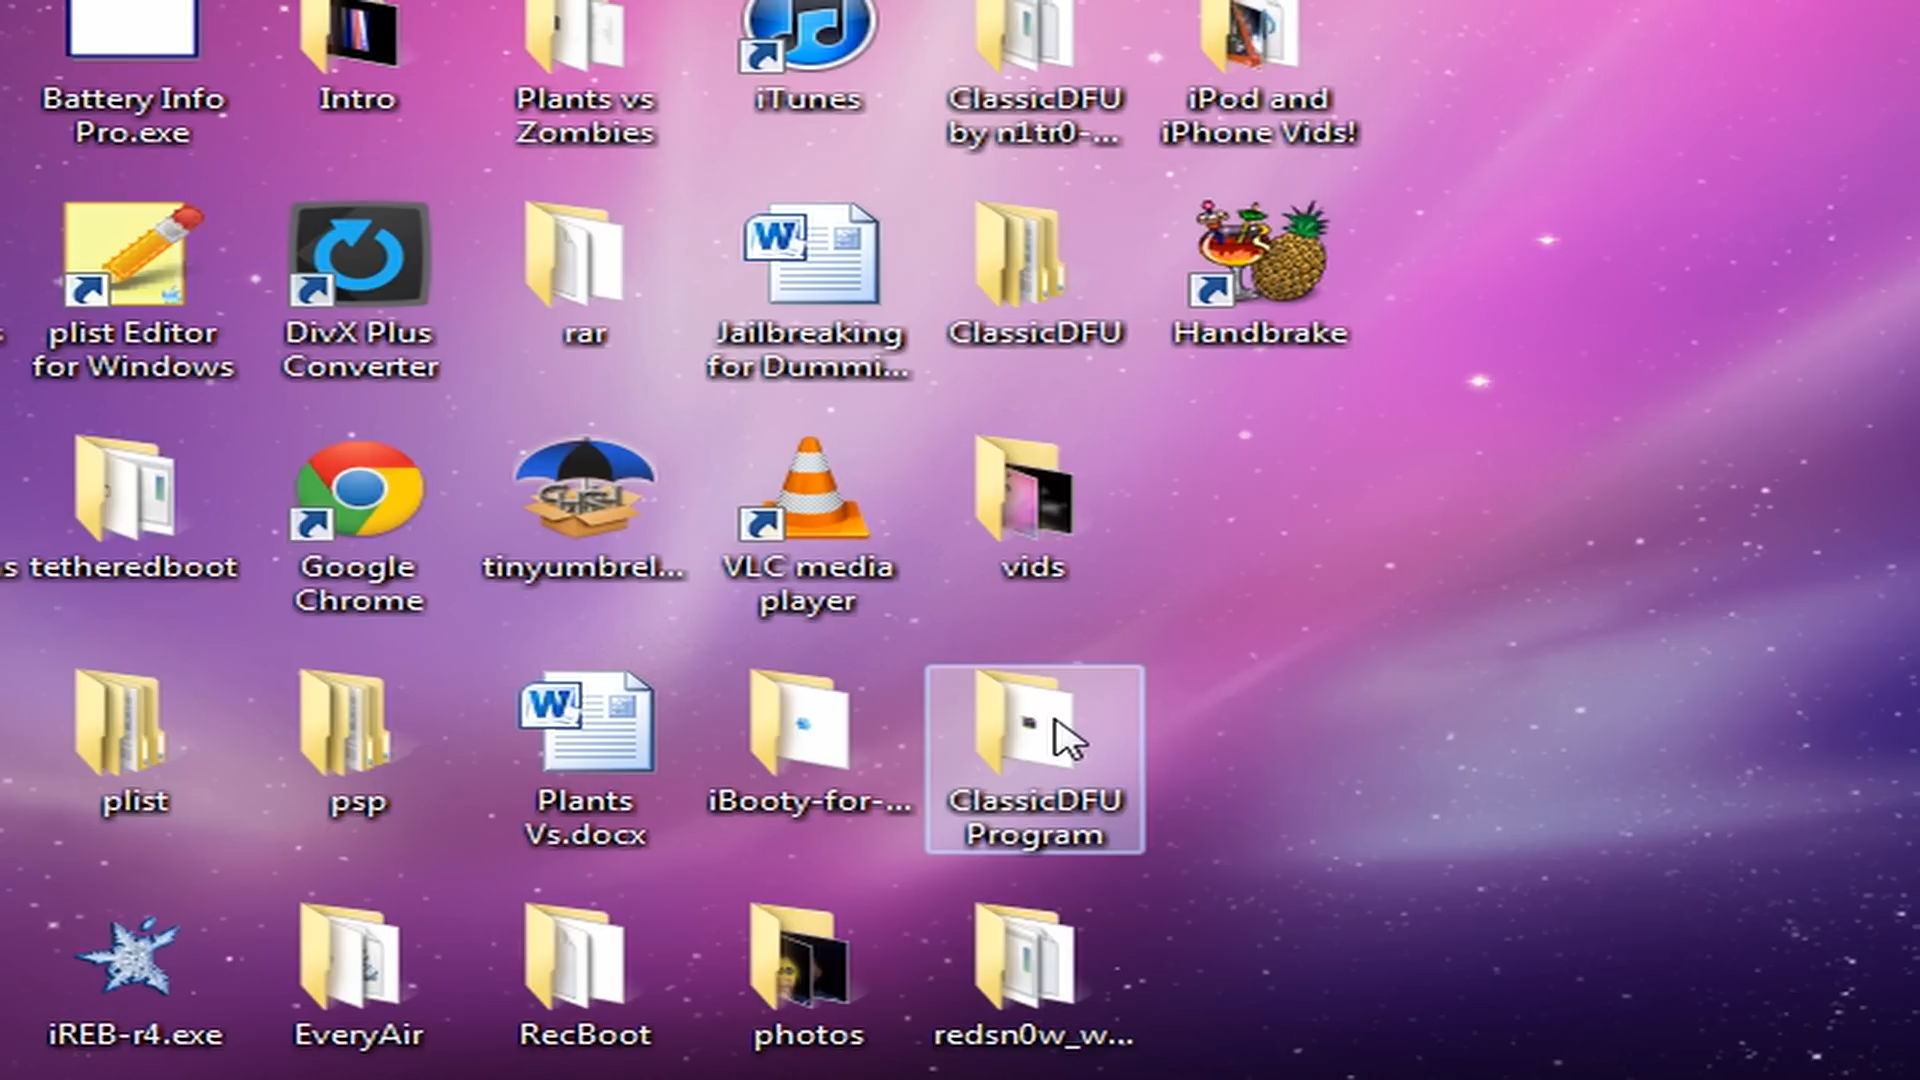 Battery Info
Pro.exe
Intro
Plants vs
Zombies
iTunes
ClassicDFU
by n1tr0-...
iPod and
iPhone Vids!
plist Editor
for Windows
DivX Plus
Converter
rar
Jailbreaking
for Dummi...
ClassicDFU
Handbrake
s tetheredboot
Google
Chrome
tinyumbrel...
VLC media
player
vids
plist
psp
Plants
Vs.docx
iBooty-for-...
ClassicDFU
Program
iREB-r4.exe
EveryAir
RecBoot
photos
redsn0w_w...